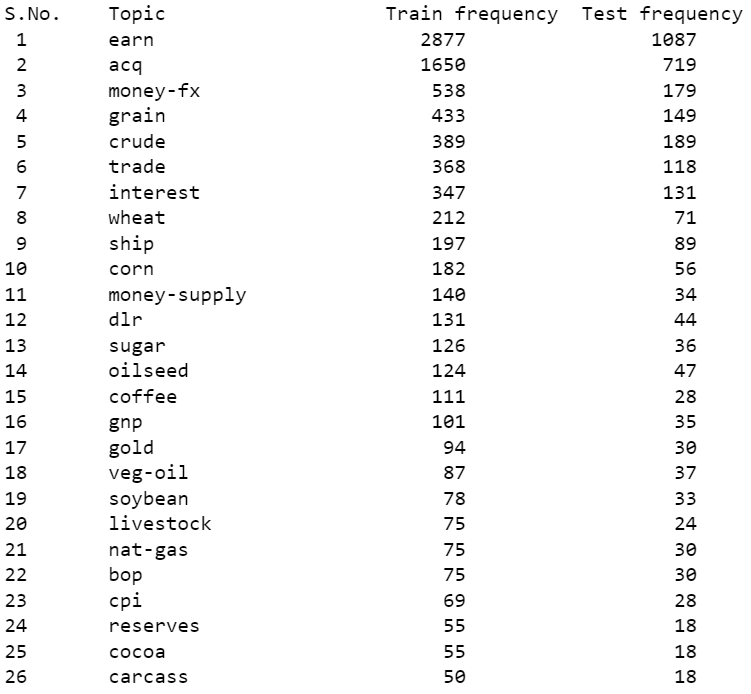 S.No. Topic Train frequency Test frequency
1 earn 2877 1087
2 acq 1650 719
3 money-fx 538 179
4 grain 433 149
5 crude 389 189
6 trade 368 118
7 interest 347 131
8 wheat 212 71
9 ship 197 89
10 corn 182 56
11 money-supply 140 34
12 dlr 131 44
13 sugar 126 36
14 oilseed 124 47
15 coffee 111 28
16 gnp 101 35
17 gold 94 30
18 veg-oil 87 37
19 soybean 78 33
20 livestock 75 24
21 nat-gas 75 30
22 bop 75 30
23 cpi 69 28
24 reserves 55 18
25 cocoa 55 18
26 carcass 50 18